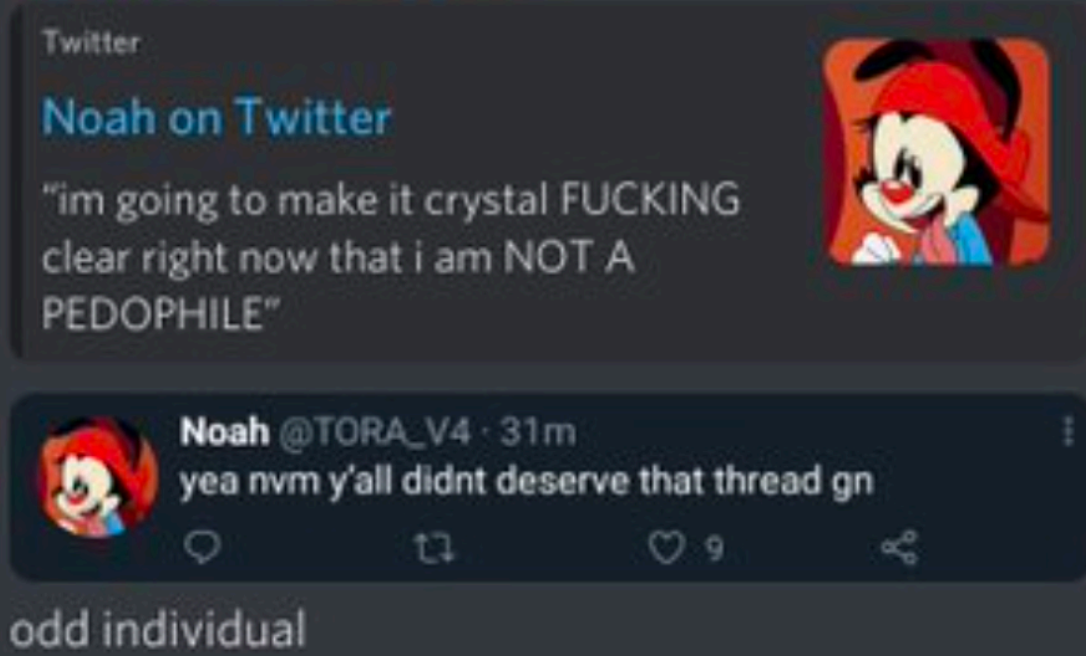 Twitter
Noah on Twitter
"im going to make it crystal FUCKING
clear right now that i am NOT A
PEDOPHILE"
Noah @TORA_V4 · 31m
yea nvm y'all didnt deserve that thread gn
9
odd individual